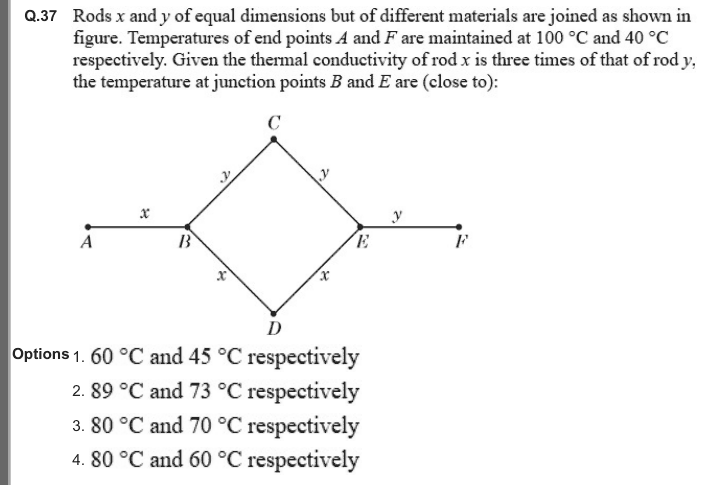 Q.37 Rods x and y of equal dimensions but of different materials are joined as shown in
figure. Temperatures of end points A and F are maintained at 100 °C and 40 °C
respectively. Given the thermal conductivity of rod x is three times of that of rod y,
the temperature at junction points B and E are (close to):
C
y y
x y
A B E F
x x
D
Options 1. 60 °C and 45 °C respectively
2. 89 °C and 73 °C respectively
3. 80 °C and 70 °C respectively
4. 80 °C and 60 °C respectively